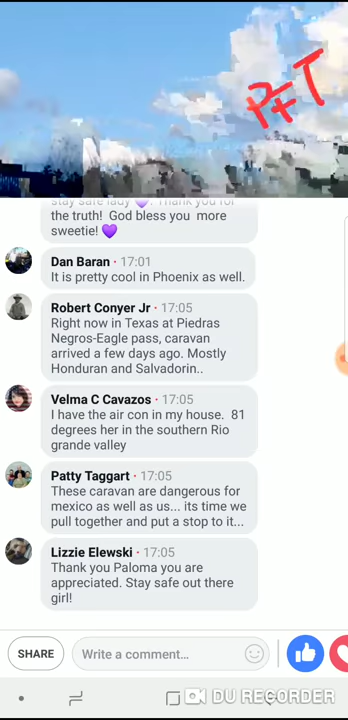 PFT
stay safe lady 💜. Thank you for
the truth! God bless you more
sweetie! 💜
Dan Baran • 17:01
It is pretty cool in Phoenix as well.
Robert Conyer Jr • 17:05
Right now in Texas at Piedras
Negros-Eagle pass, caravan
arrived a few days ago. Mostly
Honduran and Salvadorin..
Velma C Cavazos • 17:05
I have the air con in my house. 81
degrees her in the southern Rio
grande valley
Patty Taggart • 17:05
These caravan are dangerous for
mexico as well as us... its time we
pull together and put a stop to it...
Lizzie Elewski • 17:05
Thank you Paloma you are
appreciated. Stay safe out there
girl!
SHARE
Write a comment...
DU RECORDER